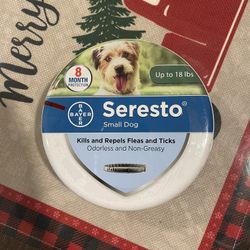 Merry
8
MONTH
PROTECTION
Up to 18 lbs
BAYER
BAYER
Seresto®
Small Dog
Kills and Repels Fleas and Ticks
Odorless and Non-Greasy